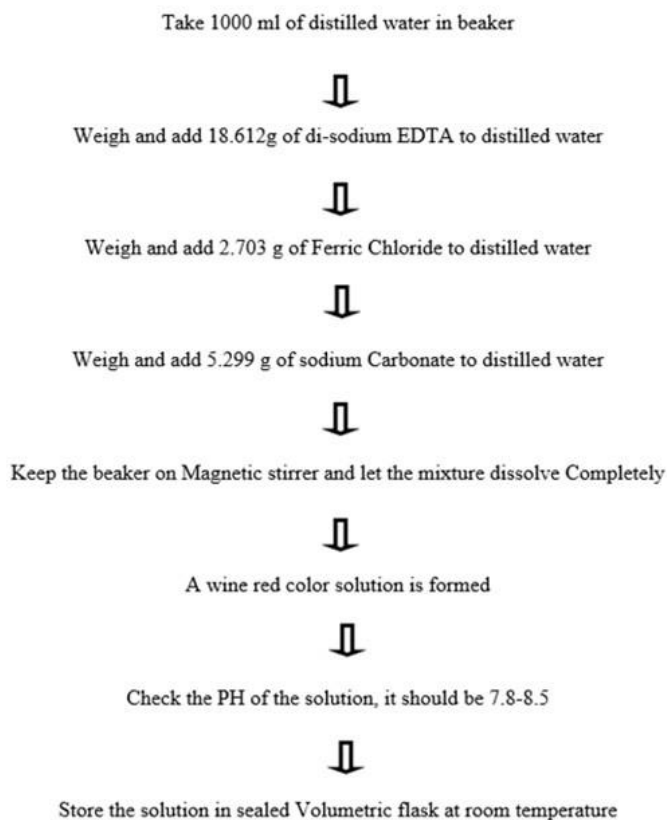 Take 1000 ml of distilled water in beaker
Weigh and add 18.612g of di-sodium EDTA to distilled water
Weigh and add 2.703 g of Ferric Chloride to distilled water
Weigh and add 5.299 g of sodium Carbonate to distilled water
Keep the beaker on Magnetic stirrer and let the mixture dissolve Completely
A wine red color solution is formed
Check the PH of the solution, it should be 7.8-8.5
Store the solution in sealed Volumetric flask at room temperature